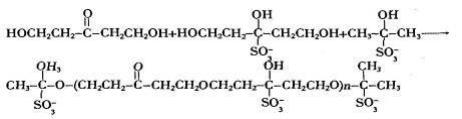 O OH OH
HOCH₂CH₂-C-CH₂CH₂OH+HOCH₂CH₂-C-CH₂CH₂OH+CH₃-C-CH₃⟶
SO₃⁻ SO₃⁻
OH₃ O OH CH₃
CH₃-C-O-(CH₂CH₂-C-CH₂CH₂OCH₂CH₂-C-CH₂CH₂O)n-C-CH₃
SO₃⁻ SO₃⁻ SO₃⁻